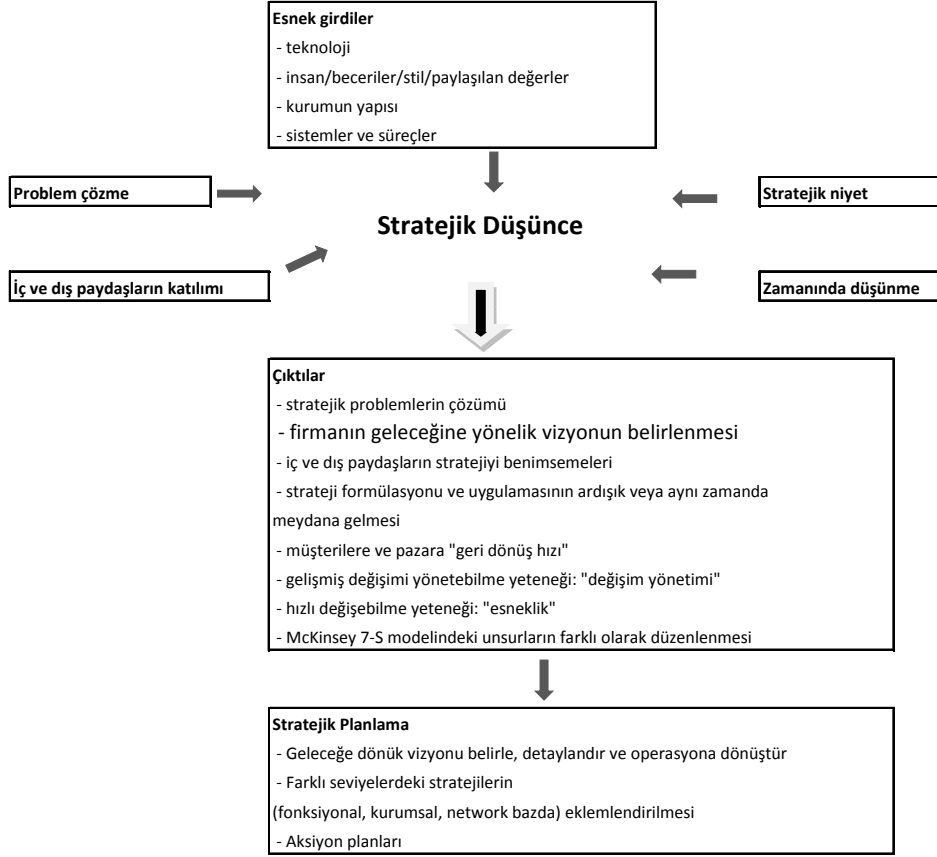 Esnek girdiler
- teknoloji
- insan/beceriler/stil/paylaşılan değerler
- kurumun yapısı
- sistemler ve süreçler
Problem çözme
Stratejik niyet
Stratejik Düşünce
İç ve dış paydaşların katılımı
Zamanında düşünme
Çıktılar
- stratejik problemlerin çözümü
- firmanın geleceğine yönelik vizyonun belirlenmesi
- iç ve dış paydaşların stratejiyi benimsemeleri
- strateji formülasyonu ve uygulamasının ardışık veya aynı zamanda
meydana gelmesi
- müşterilere ve pazara "geri dönüş hızı"
- gelişmiş değişimi yönetebilme yeteneği: "değişim yönetimi"
- hızlı değişebilme yeteneği: "esneklik"
- McKinsey 7-S modelindeki unsurların farklı olarak düzenlenmesi
Stratejik Planlama
- Geleceğe dönük vizyonu belirle, detaylandır ve operasyona dönüştür
- Farklı seviyelerdeki stratejilerin
(fonksiyonal, kurumsal, network bazda) eklemlendirilmesi
- Aksiyon planları